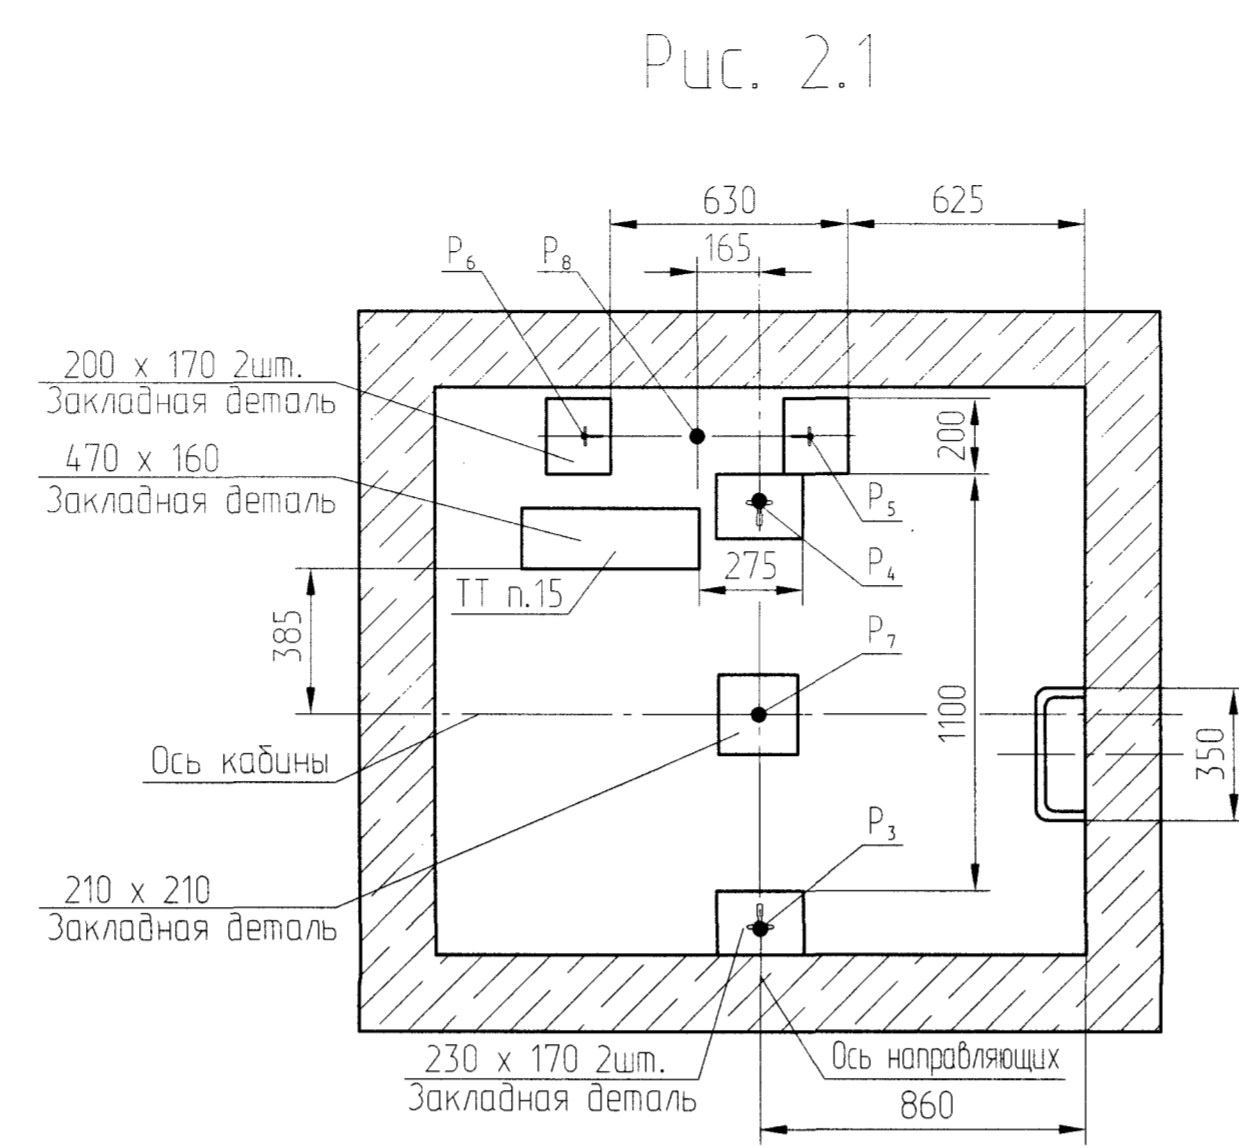 Рис. 2.1
630
625
165
P₆
P₈
200 x 170 2шт.
Закладная деталь
470 x 160
Закладная деталь
200
P₅
P₄
275
ТТ п.15
385
P₇
1100
350
Ось кабины
P₃
210 x 210
Закладная деталь
230 x 170 2шт.
Закладная деталь
Ось направляющих
860